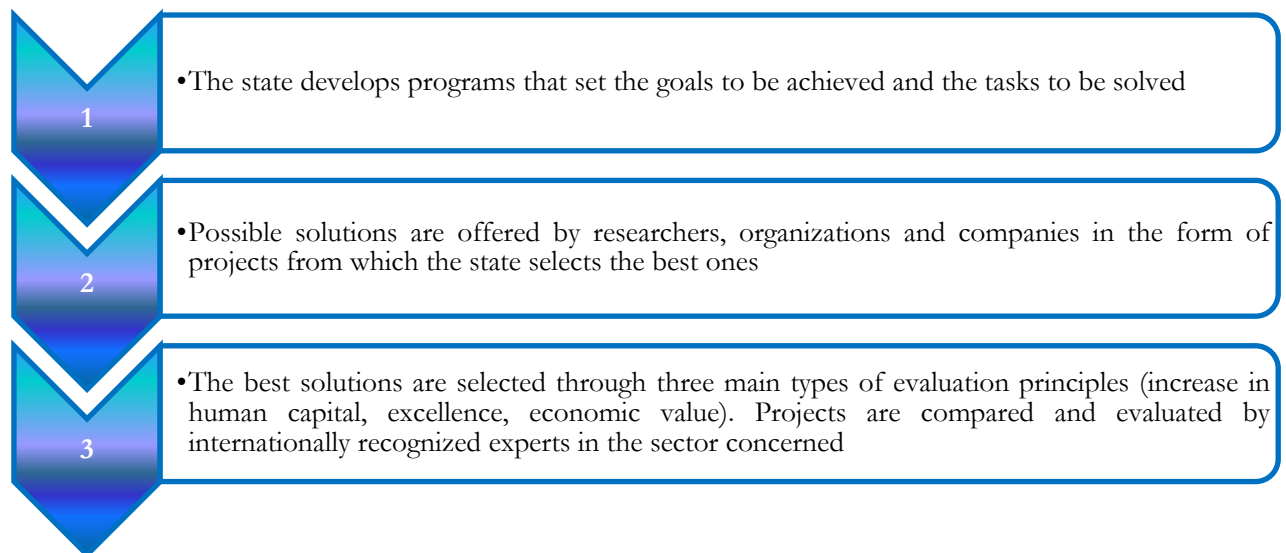 1
•The state develops programs that set the goals to be achieved and the tasks to be solved
2
•Possible solutions are offered by researchers, organizations and companies in the form of
projects from which the state selects the best ones
3
•The best solutions are selected through three main types of evaluation principles (increase in
human capital, excellence, economic value). Projects are compared and evaluated by
internationally recognized experts in the sector concerned